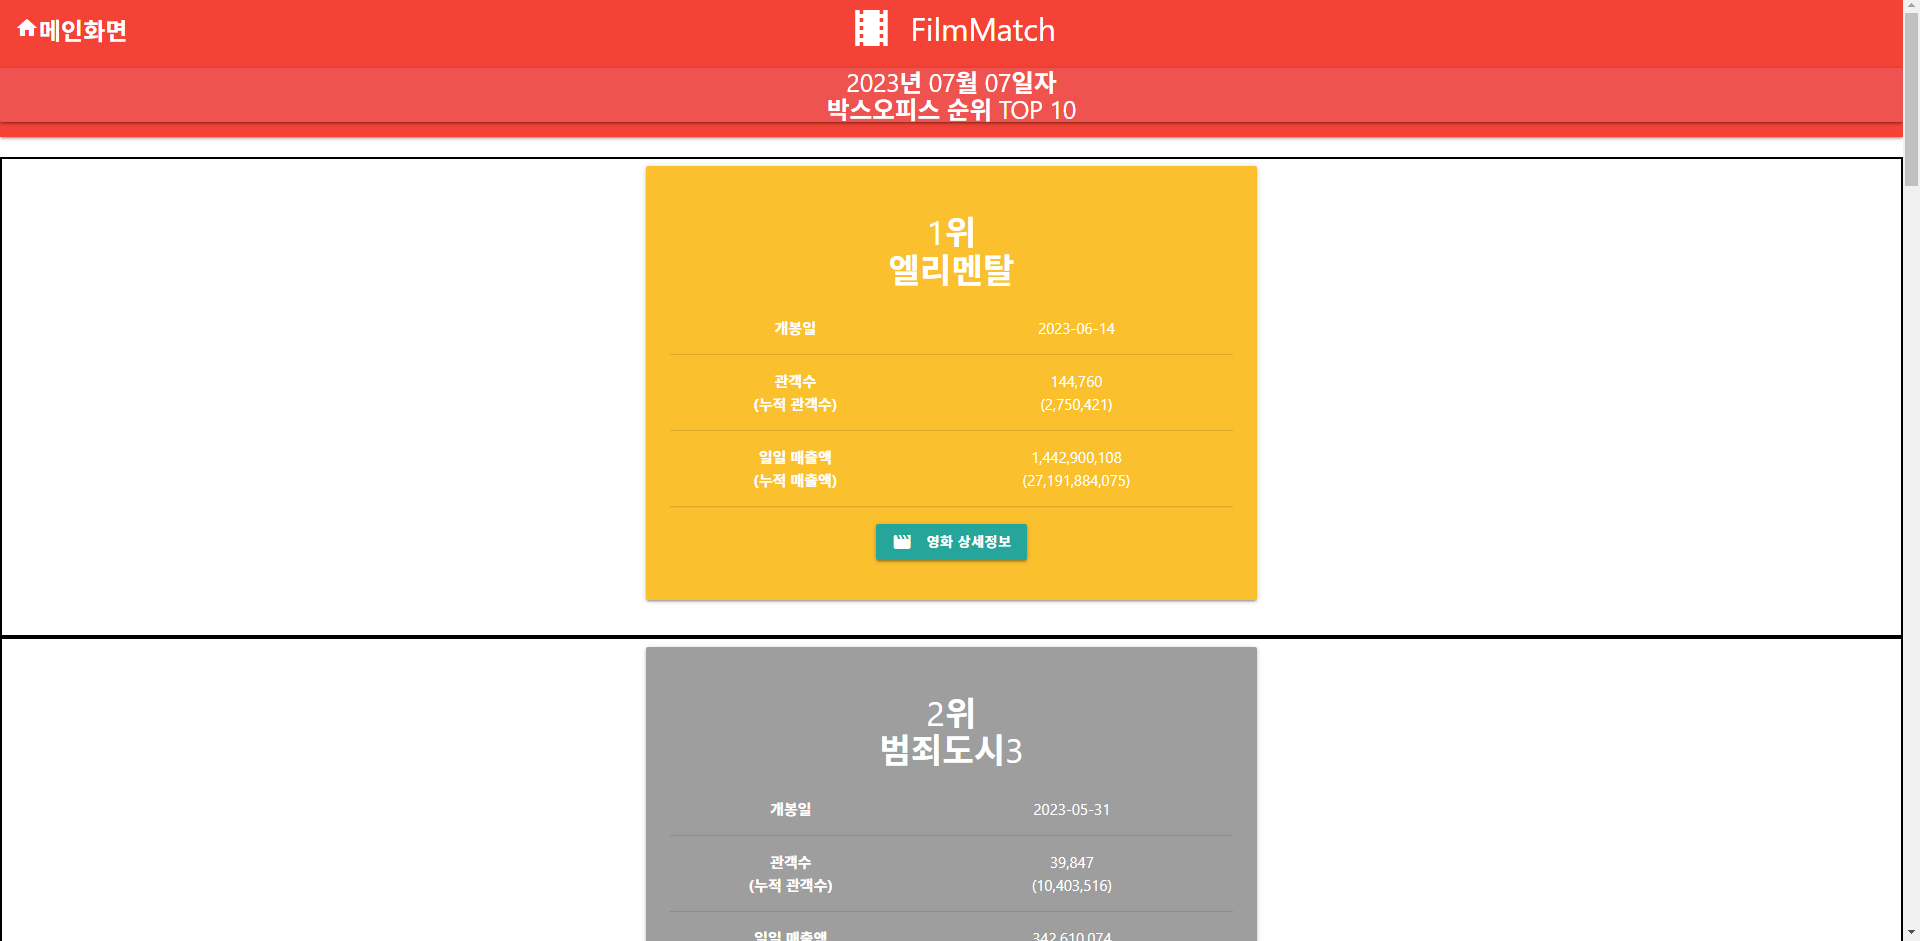 메인화면
FilmMatch
2023년 07월 07일자
박스오피스 순위 TOP 10
1위
엘리멘탈
개봉일 2023-06-14
관객수 144,760
(누적 관객수) (2,750,421)
일일 매출액 1,442,900,108
(누적 매출액) (27,191,884,075)
영화 상세정보
2위
범죄도시3
개봉일 2023-05-31
관객수 39,847
(누적 관객수) (10,403,516)
일일 매출액 342,610,074